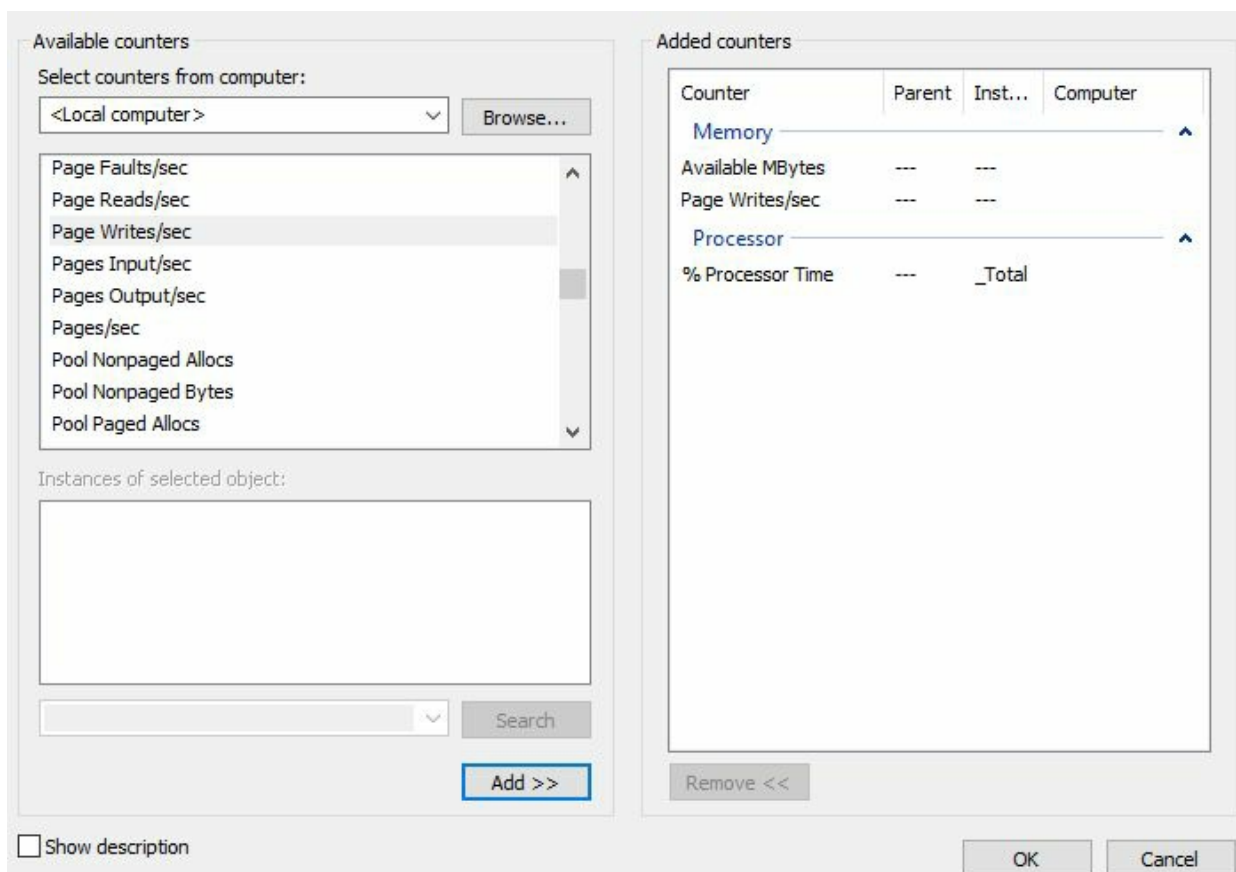 Available counters
Select counters from computer:
<Local computer>
Browse...
Page Faults/sec
Page Reads/sec
Page Writes/sec
Pages Input/sec
Pages Output/sec
Pages/sec
Pool Nonpaged Allocs
Pool Nonpaged Bytes
Pool Paged Allocs
Instances of selected object:
Search
Add >>
Show description
Added counters
Counter Parent Inst... Computer
Memory
Available MBytes --- ---
Page Writes/sec --- ---
Processor
% Processor Time --- _Total
Remove <<
OK Cancel